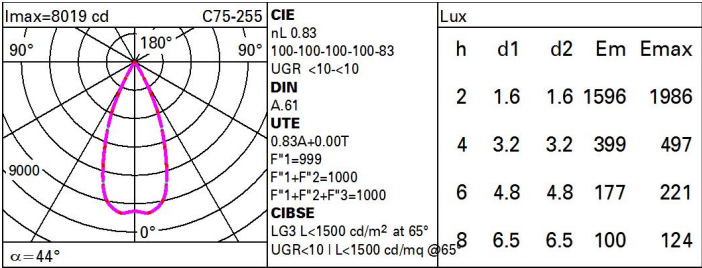 Imax=8019 cd C75-255
90° 180° 90°
9000
0°
α=44°
CIE
nL 0.83
100-100-100-100-83
UGR <10-<10
DIN
A.61
UTE
0.83A+0.00T
F"1=999
F"1+F"2=1000
F"1+F"2+F"3=1000
CIBSE
LG3 L<1500 cd/m² at 65°
UGR<10 | L<1500 cd/mq @65°
Lux
h d1 d2 Em Emax
2 1.6 1.6 1596 1986
4 3.2 3.2 399 497
6 4.8 4.8 177 221
8 6.5 6.5 100 124